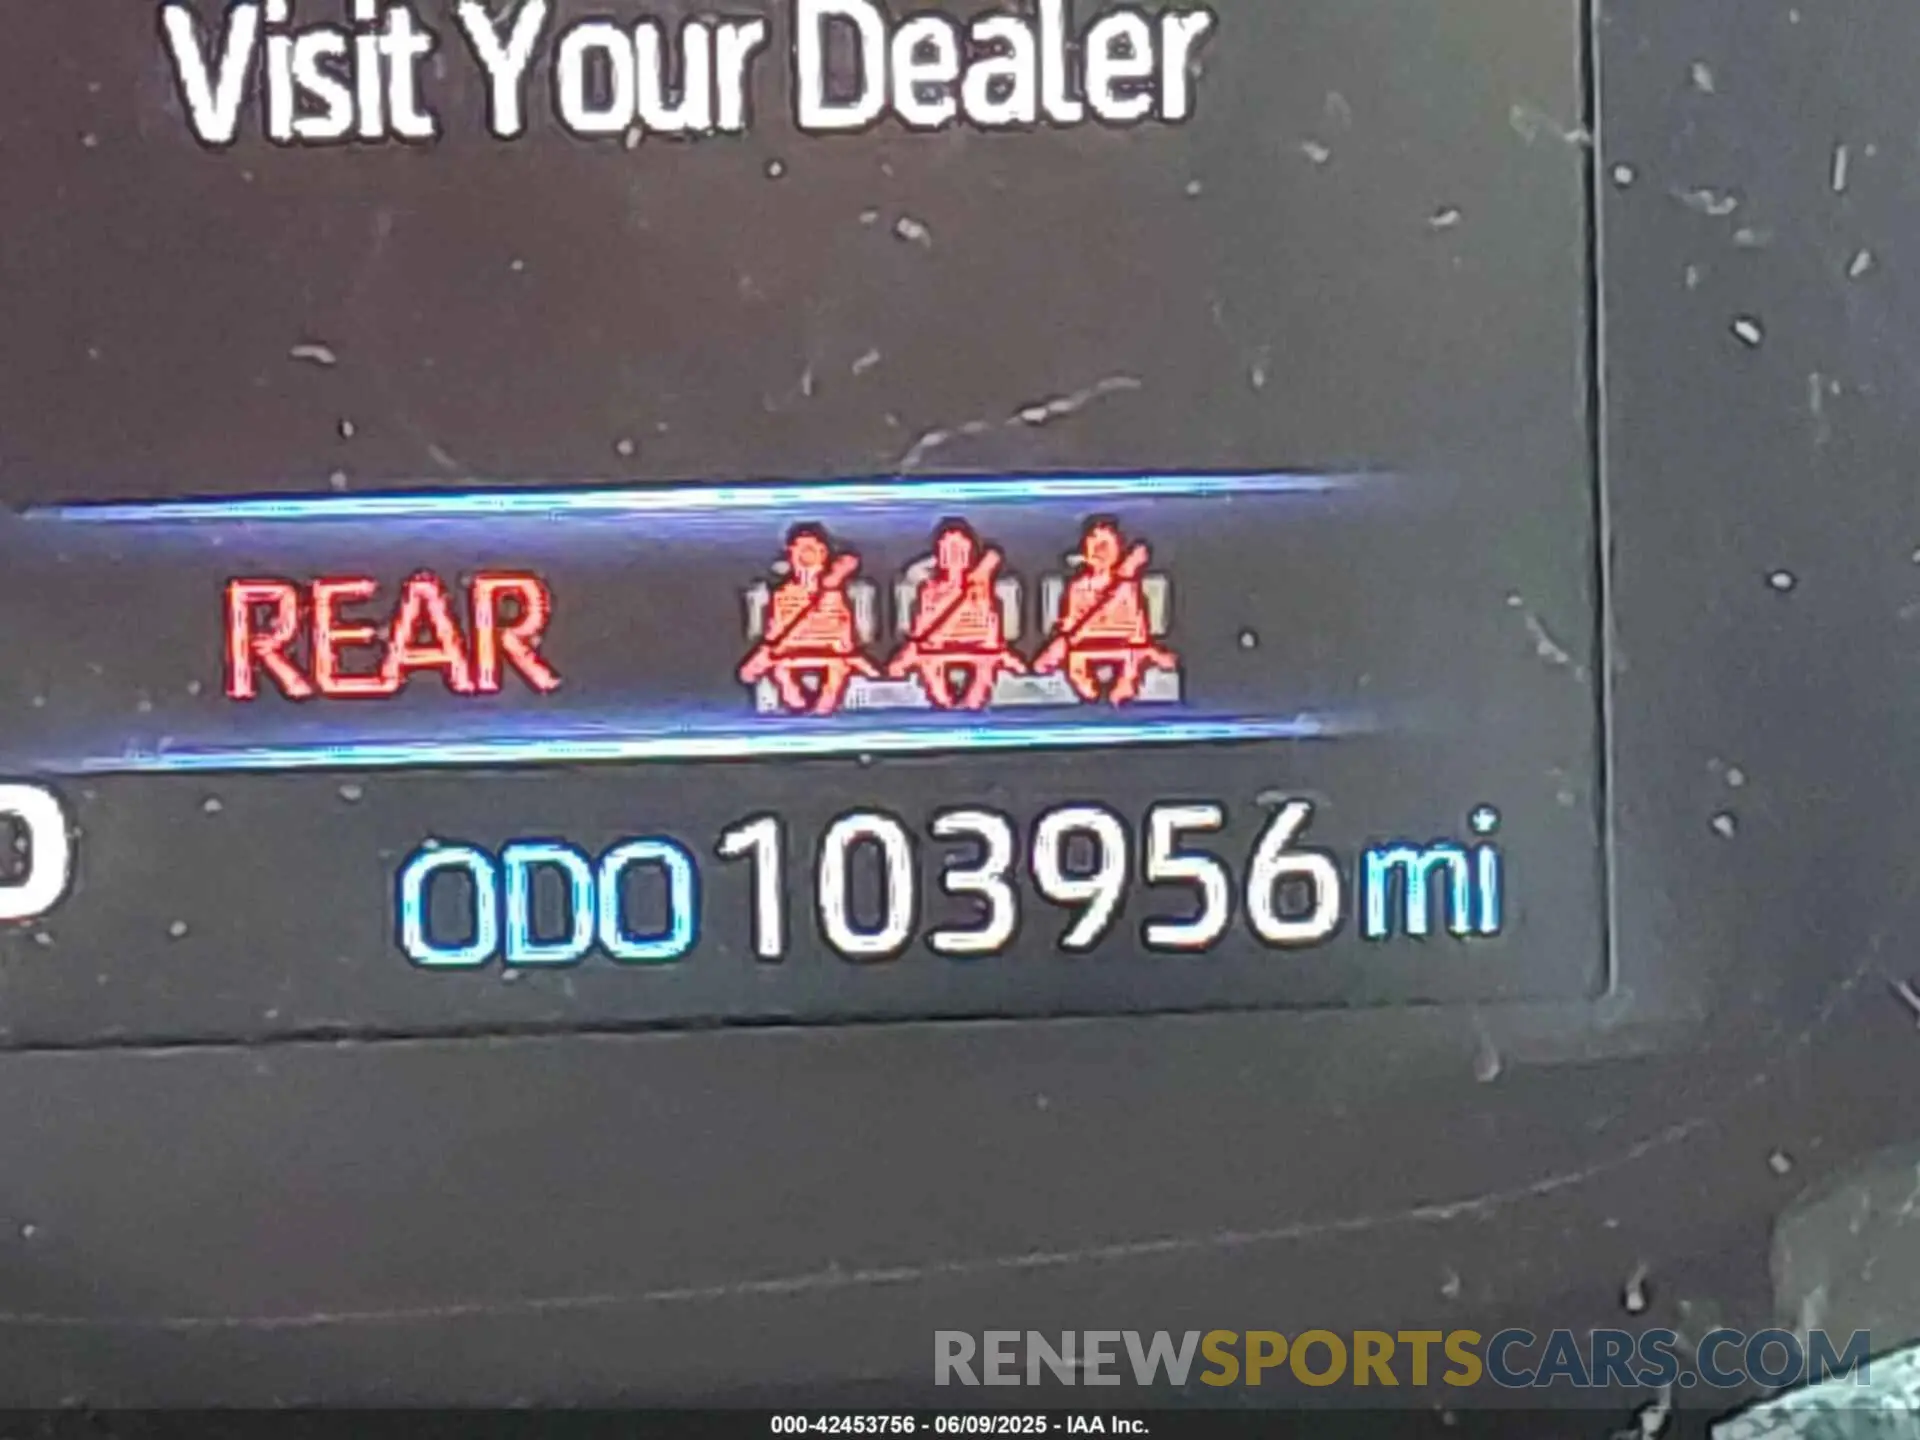 Visit Your Dealer
REAR
ODO 103956 mi
RENEWSPORTSCARS.COM
000-42453756 - 06/09/2025 - IAA Inc.